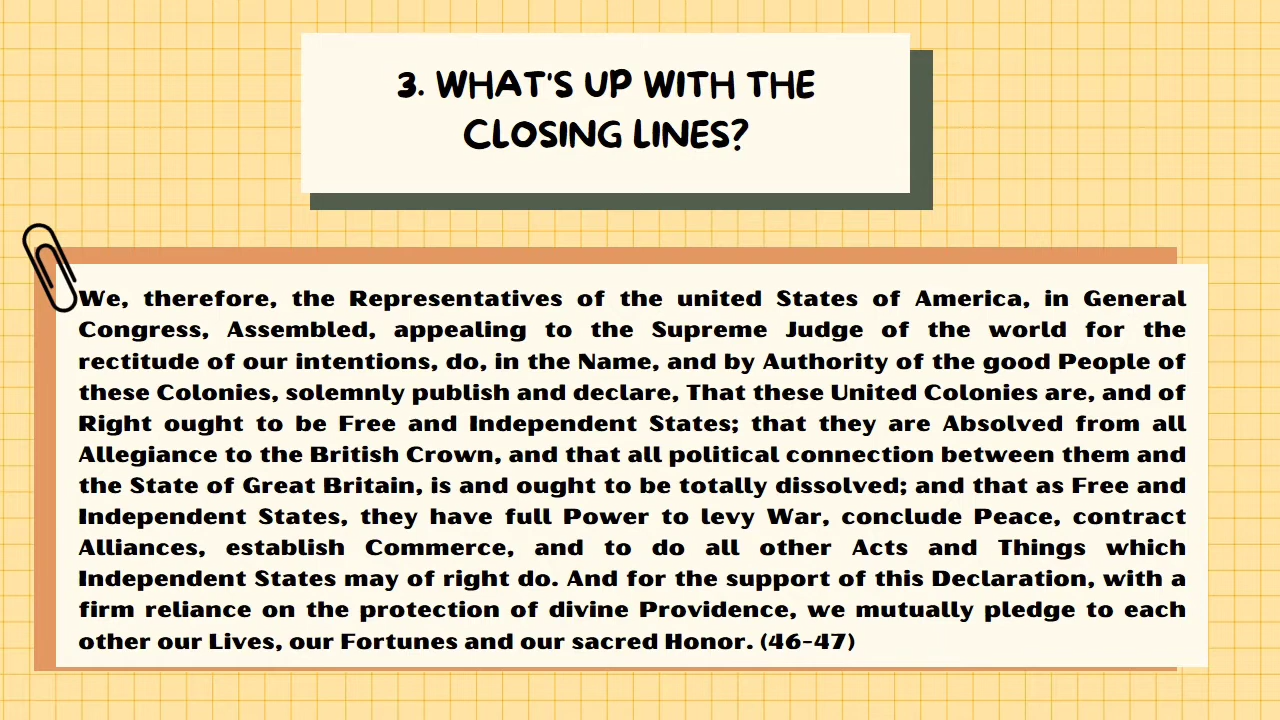 3. WHAT'S UP WITH THE
CLOSING LINES?
We, therefore, the Representatives of the united States of America, in General
Congress, Assembled, appealing to the Supreme Judge of the world for the
rectitude of our intentions, do, in the Name, and by Authority of the good People of
these Colonies, solemnly publish and declare, That these United Colonies are, and of
Right ought to be Free and Independent States; that they are Absolved from all
Allegiance to the British Crown, and that all political connection between them and
the State of Great Britain, is and ought to be totally dissolved; and that as Free and
Independent States, they have full Power to levy War, conclude Peace, contract
Alliances, establish Commerce, and to do all other Acts and Things which
Independent States may of right do. And for the support of this Declaration, with a
firm reliance on the protection of divine Providence, we mutually pledge to each
other our Lives, our Fortunes and our sacred Honor. (46-47)